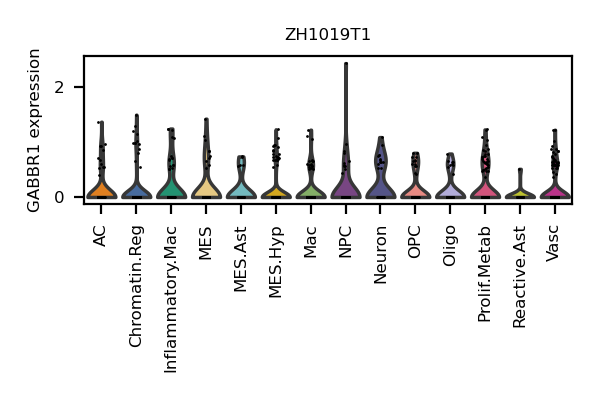 ZH1019T1
GABBR1 expression
2
0
AC
Chromatin.Reg
Inflammatory.Mac
MES
MES.Ast
MES.Hyp
Mac
NPC
Neuron
OPC
Oligo
Prolif.Metab
Reactive.Ast
Vasc